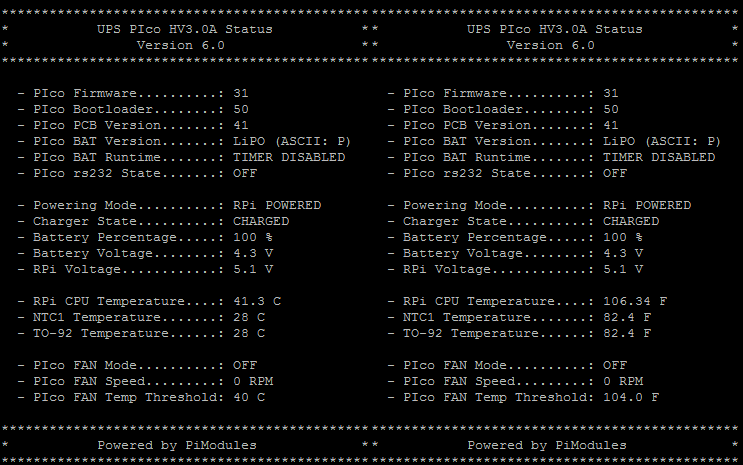 *********************************************** ***********************************************
* UPS PIco HV3.0A Status * * UPS PIco HV3.0A Status *
* Version 6.0 * * Version 6.0 *
*********************************************** ***********************************************
- PIco Firmware..........: 31 - PIco Firmware..........: 31
- PIco Bootloader........: 50 - PIco Bootloader........: 50
- PIco PCB Version.......: 41 - PIco PCB Version.......: 41
- PIco BAT Version.......: LiPO (ASCII: P) - PIco BAT Version.......: LiPO (ASCII: P)
- PIco BAT Runtime.......: TIMER DISABLED - PIco BAT Runtime.......: TIMER DISABLED
- PIco rs232 State.......: OFF - PIco rs232 State.......: OFF
- Powering Mode..........: RPi POWERED - Powering Mode..........: RPi POWERED
- Charger State..........: CHARGED - Charger State..........: CHARGED
- Battery Percentage.....: 100 % - Battery Percentage.....: 100 %
- Battery Voltage........: 4.3 V - Battery Voltage........: 4.3 V
- RPi Voltage............: 5.1 V - RPi Voltage............: 5.1 V
- RPi CPU Temperature....: 41.3 C - RPi CPU Temperature....: 106.34 F
- NTC1 Temperature.......: 28 C - NTC1 Temperature.......: 82.4 F
- TO-92 Temperature......: 28 C - TO-92 Temperature......: 82.4 F
- PIco FAN Mode..........: OFF - PIco FAN Mode..........: OFF
- PIco FAN Speed.........: 0 RPM - PIco FAN Speed.........: 0 RPM
- PIco FAN Temp Threshold: 40 C - PIco FAN Temp Threshold: 104.0 F
*********************************************** ***********************************************
* Powered by PiModules * * Powered by PiModules *
*********************************************** ***********************************************